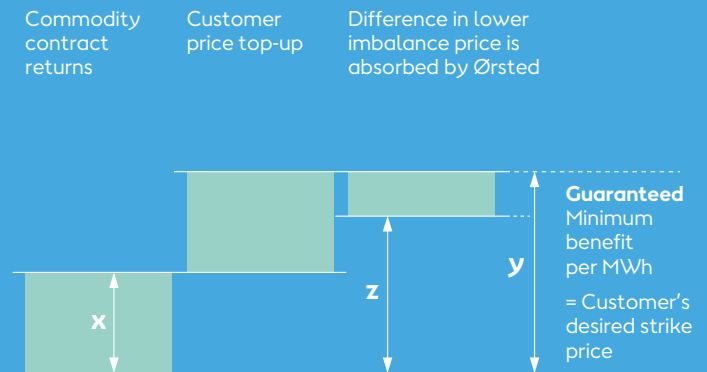 Commodity
contract
returns
Customer
price top-up
Difference in lower
imbalance price is
absorbed by Ørsted
x
z
y
Guaranteed
Minimum
benefit
per MWh
= Customer’s
desired strike
price